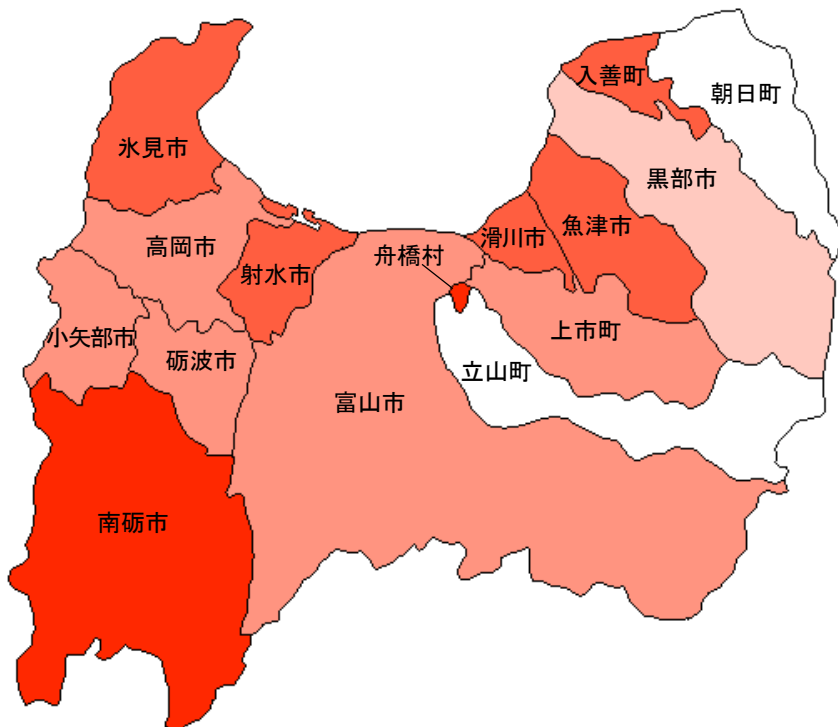 入善町
朝日町
氷見市
黒部市
魚津市
滑川市
高岡市
舟橋村
射水市
小矢部市
砺波市
上市町
立山町
富山市
南砺市